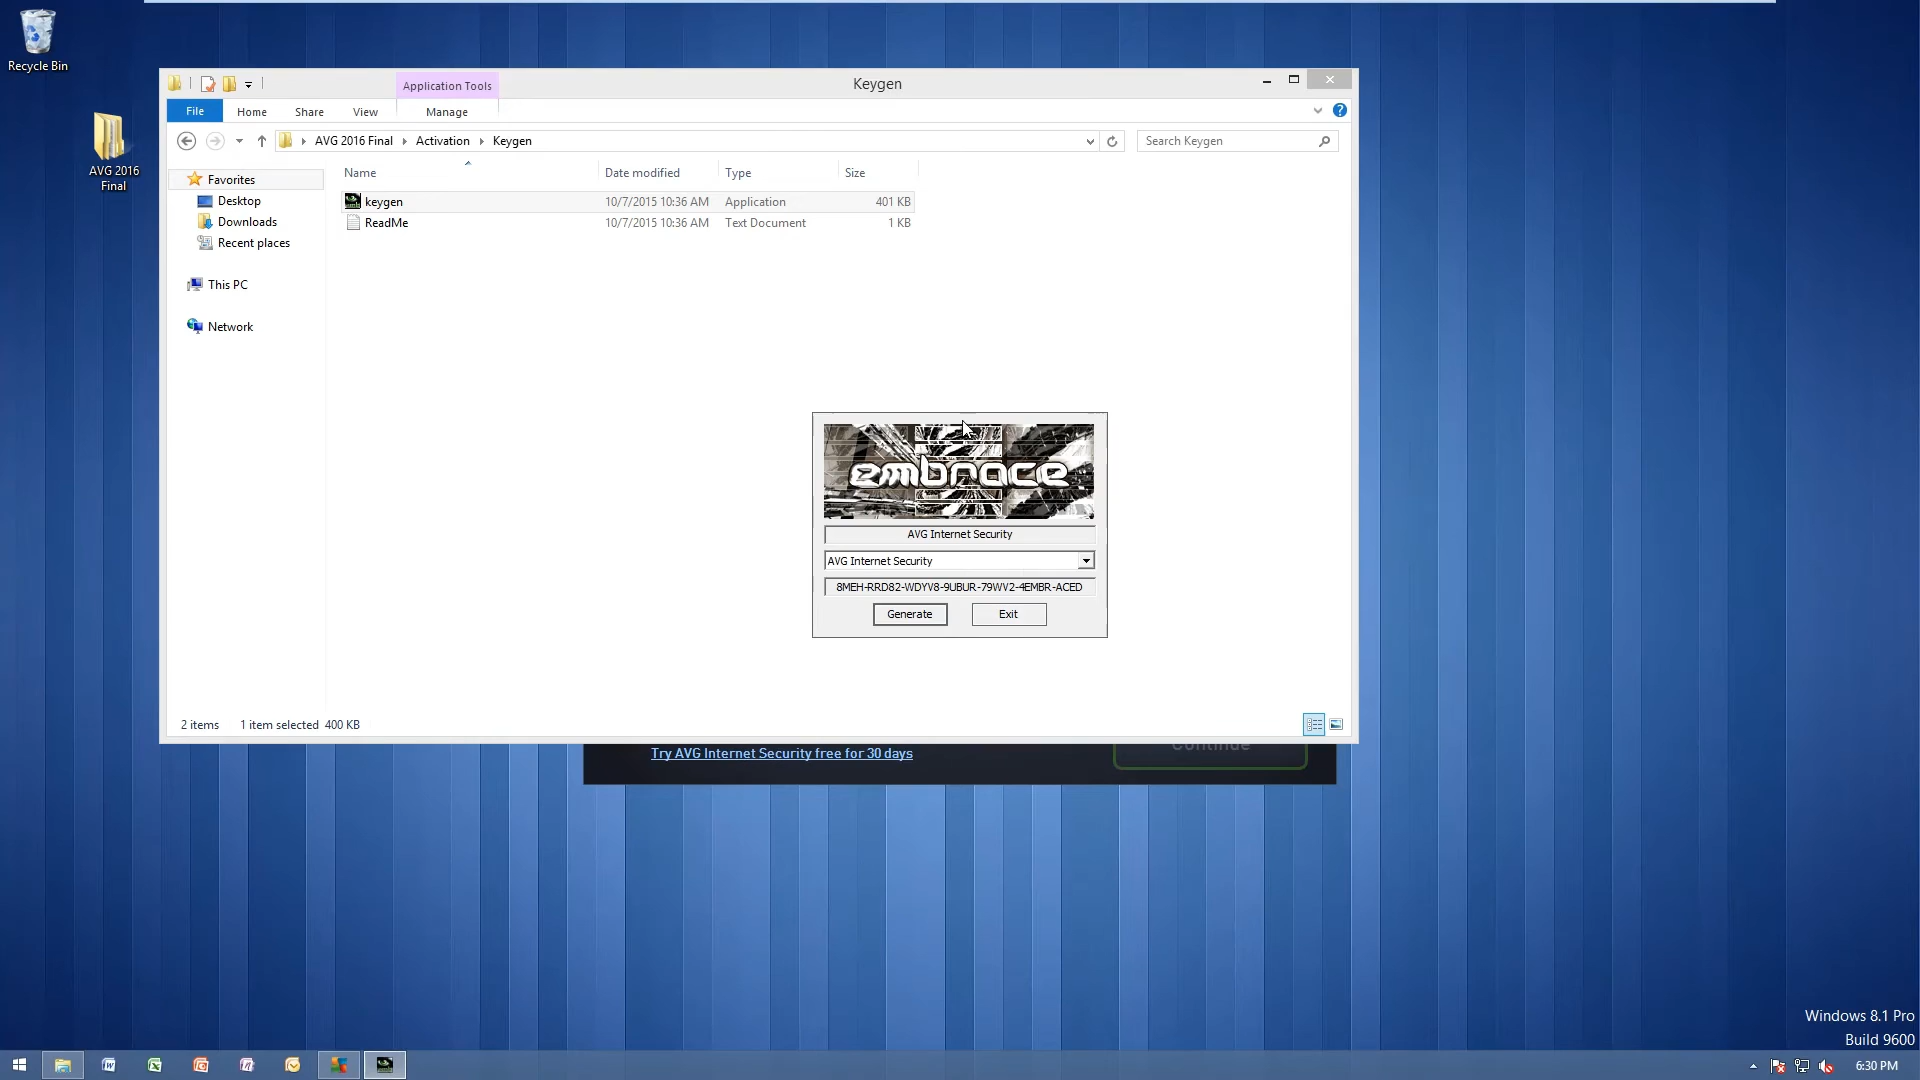 Recycle Bin
AVG 2016
Final
Application Tools
Keygen
File
Home
Share
View
Manage
AVG 2016 Final
Activation
Keygen
Search Keygen
Name
Date modified
Type
Size
keygen
10/7/2015 10:36 AM
Application
401 KB
ReadMe
10/7/2015 10:36 AM
Text Document
1 KB
Favorites
Desktop
Downloads
Recent places
This PC
Network
embrace
AVG Internet Security
AVG Internet Security
8MEH-RRD82-WDYV8-9UBUR-79WV2-4EMBR-ACED
Generate
Exit
2 items
1 item selected 400 KB
Try AVG Internet Security free for 30 days
Continue
Windows 8.1 Pro
Build 9600
6:30 PM